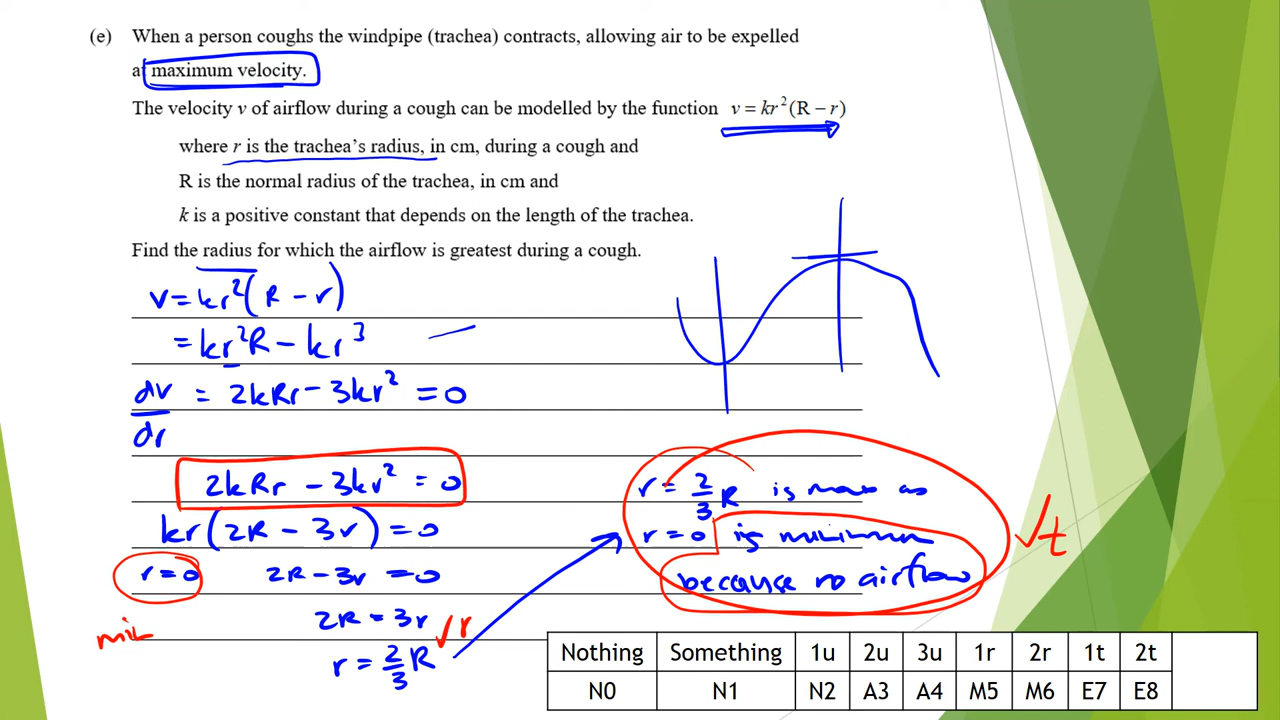 (e) When a person coughs the windpipe (trachea) contracts, allowing air to be expelled
at maximum velocity.
The velocity v of airflow during a cough can be modelled by the function v = kr²(R − r)
where r is the trachea's radius, in cm, during a cough and
R is the normal radius of the trachea, in cm and
k is a positive constant that depends on the length of the trachea.
Find the radius for which the airflow is greatest during a cough.
v = kr²(R − r)
= kr²R − kr³
dv/dr = 2kRr − 3kr² = 0
2kRr − 3kr² = 0
kr(2R − 3r) = 0
r = 0 2R − 3r = 0
min
2R = 3r
r = 2/3 R ✓r
r = 2/3 R is max as
r = 0 is minimum
because no airflow
✓t
Nothing Something 1u 2u 3u 1r 2r 1t 2t
N0 N1 N2 A3 A4 M5 M6 E7 E8